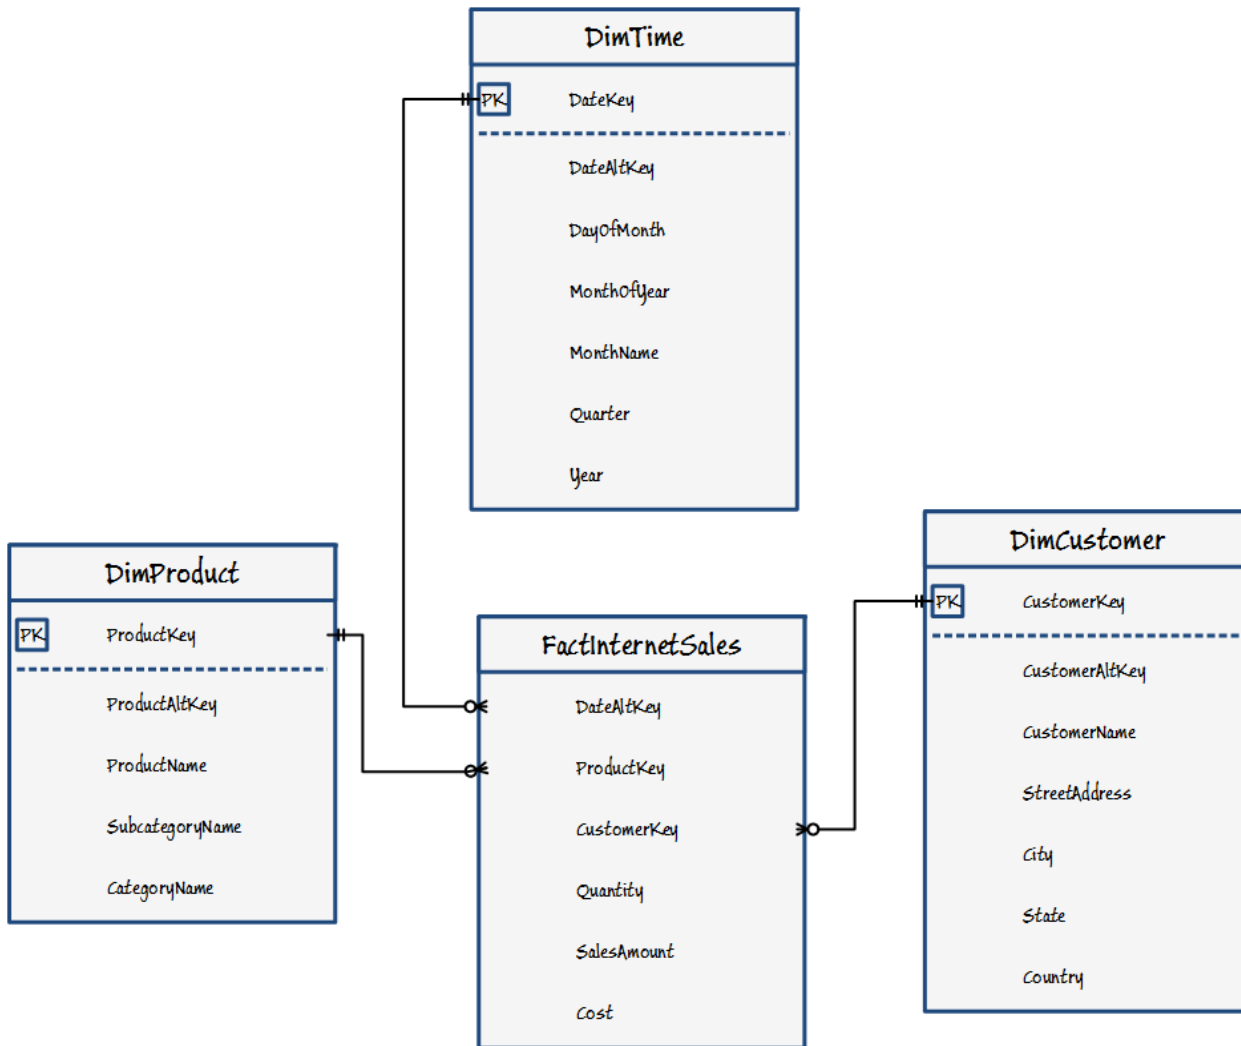 DimTime
PK DateKey
DateAltKey
DayOfMonth
MonthOfYear
MonthName
Quarter
Year
DimProduct
PK ProductKey
ProductAltKey
ProductName
SubcategoryName
CategoryName
FactInternetSales
DateAltKey
ProductKey
CustomerKey
Quantity
SalesAmount
Cost
DimCustomer
PK CustomerKey
CustomerAltKey
CustomerName
StreetAddress
City
State
Country